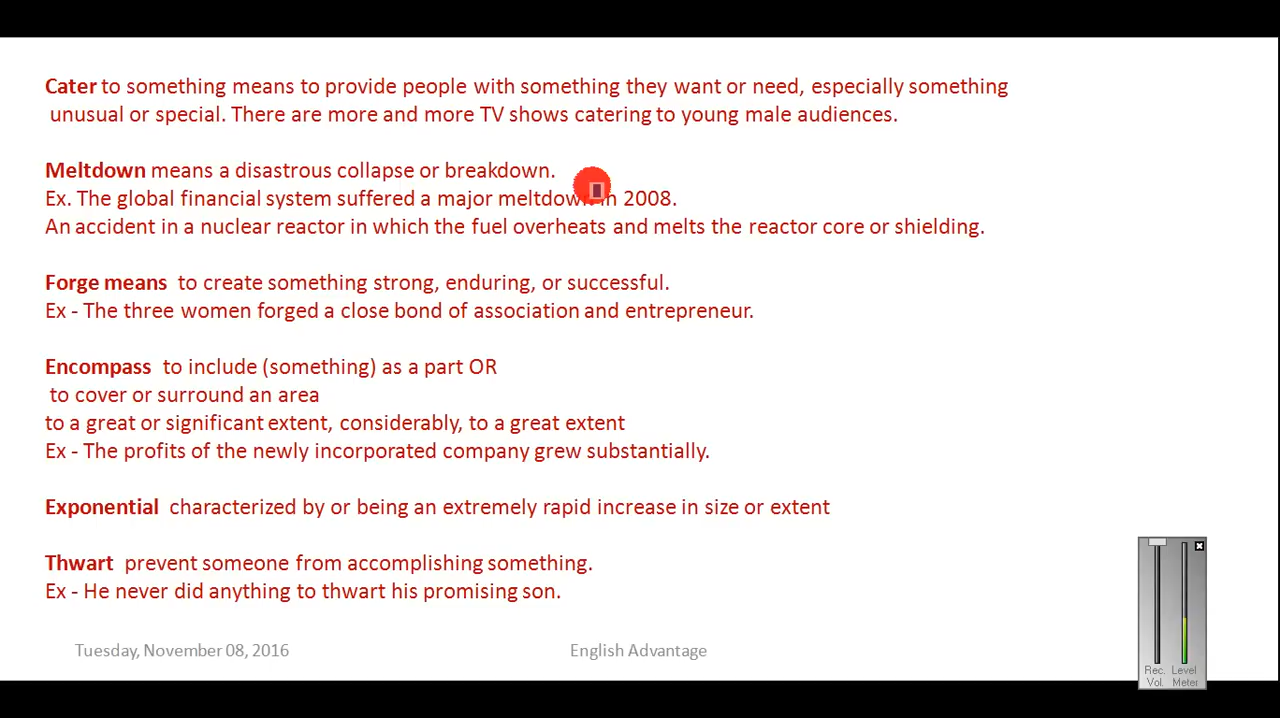 Cater to something means to provide people with something they want or need, especially something
unusual or special. There are more and more TV shows catering to young male audiences.
Meltdown means a disastrous collapse or breakdown.
Ex. The global financial system suffered a major meltdown in 2008.
An accident in a nuclear reactor in which the fuel overheats and melts the reactor core or shielding.
Forge means to create something strong, enduring, or successful.
Ex - The three women forged a close bond of association and entrepreneur.
Encompass to include (something) as a part OR
to cover or surround an area
to a great or significant extent, considerably, to a great extent
Ex - The profits of the newly incorporated company grew substantially.
Exponential characterized by or being an extremely rapid increase in size or extent
Thwart prevent someone from accomplishing something.
Ex - He never did anything to thwart his promising son.
Tuesday, November 08, 2016 English Advantage
Rec. Level
Vol. Meter